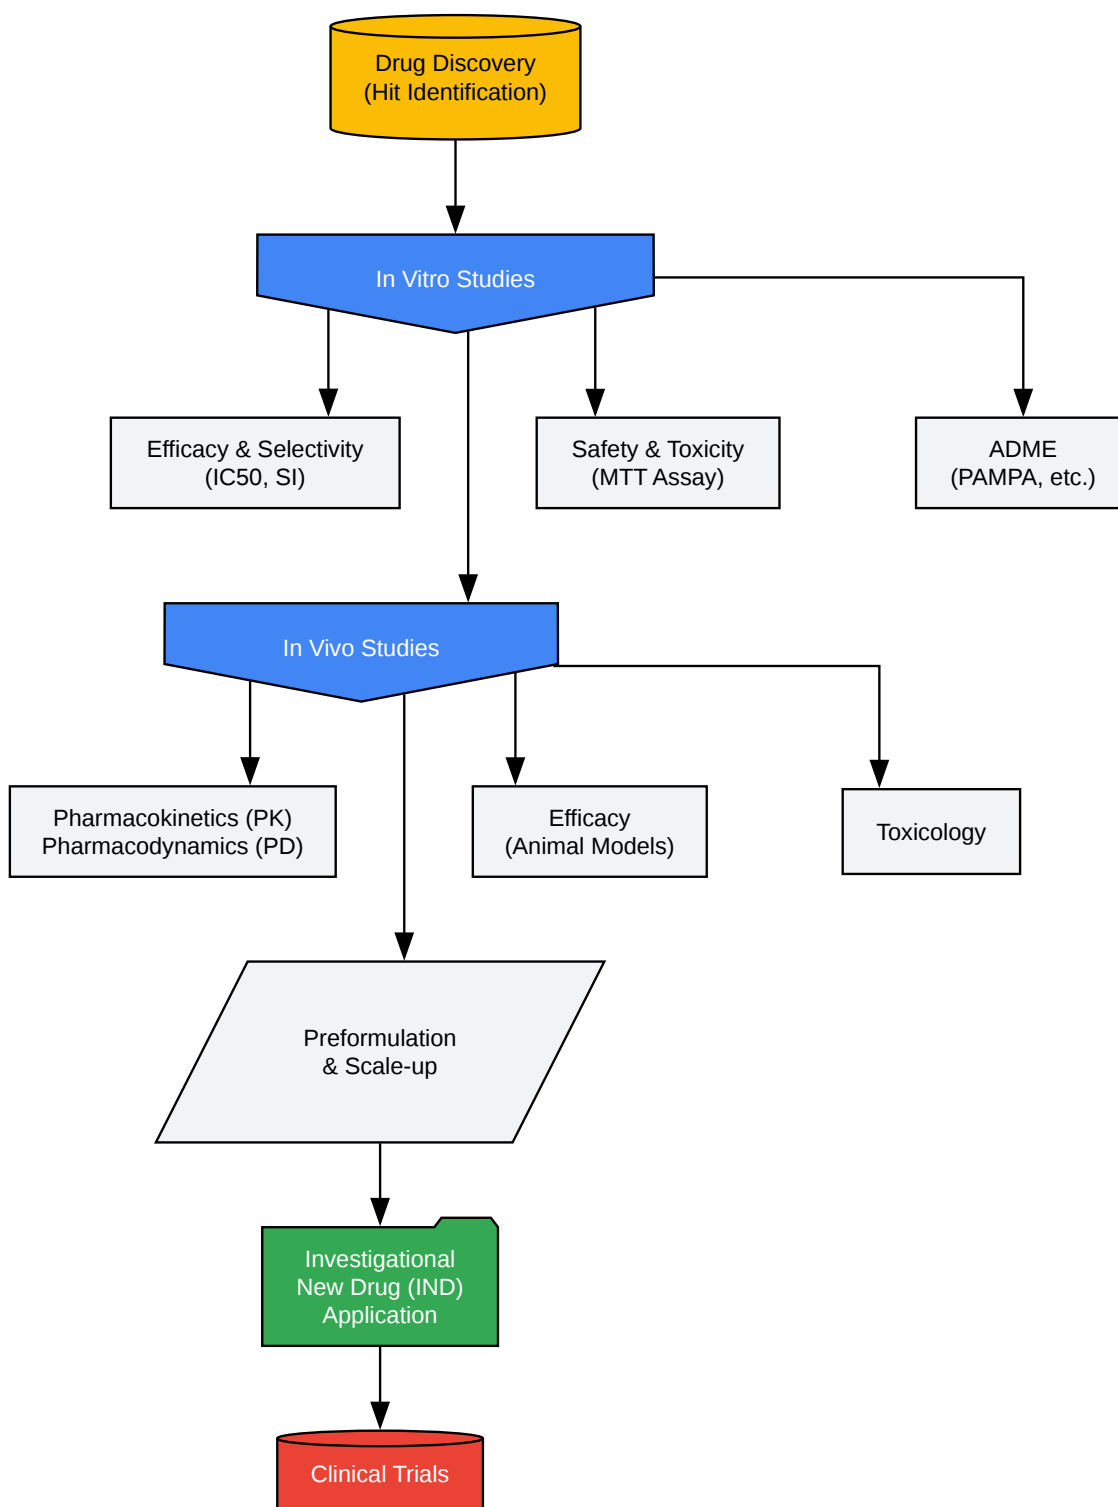 Drug Discovery
(Hit Identification)
In Vitro Studies
Efficacy & Selectivity
(IC50, SI)
Safety & Toxicity
(MTT Assay)
ADME
(PAMPA, etc.)
In Vivo Studies
Pharmacokinetics (PK)
Pharmacodynamics (PD)
Efficacy
(Animal Models)
Toxicology
Preformulation
& Scale-up
Investigational
New Drug (IND)
Application
Clinical Trials